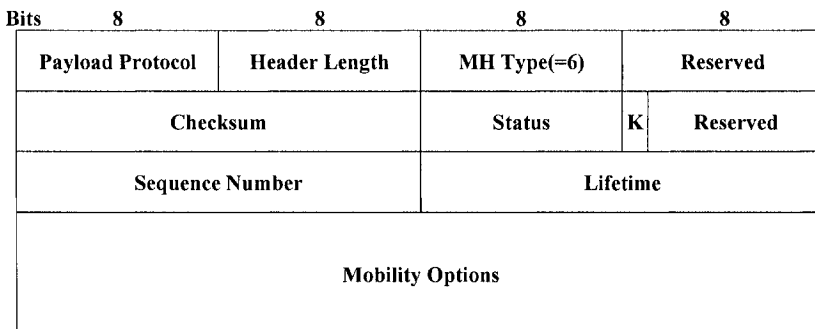 Bits 8 8 8 8
Payload Protocol Header Length MH Type(=6) Reserved
Checksum Status K Reserved
Sequence Number Lifetime
Mobility Options